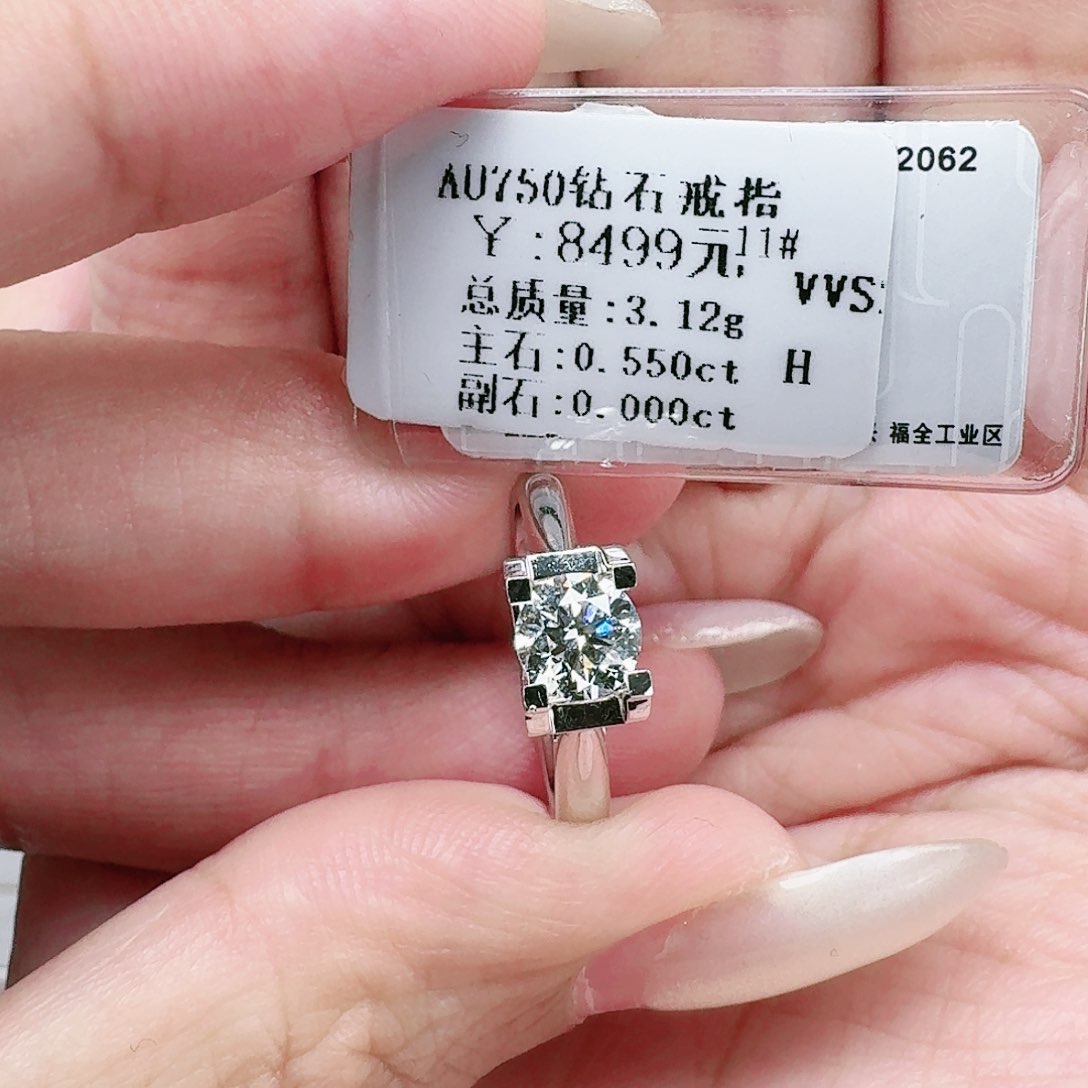 2062
AU750钻石戒指
￥:8499元 11#
VVS
总质量:3.12g
主石:0.550ct H
副石:0.000ct
福全工业区